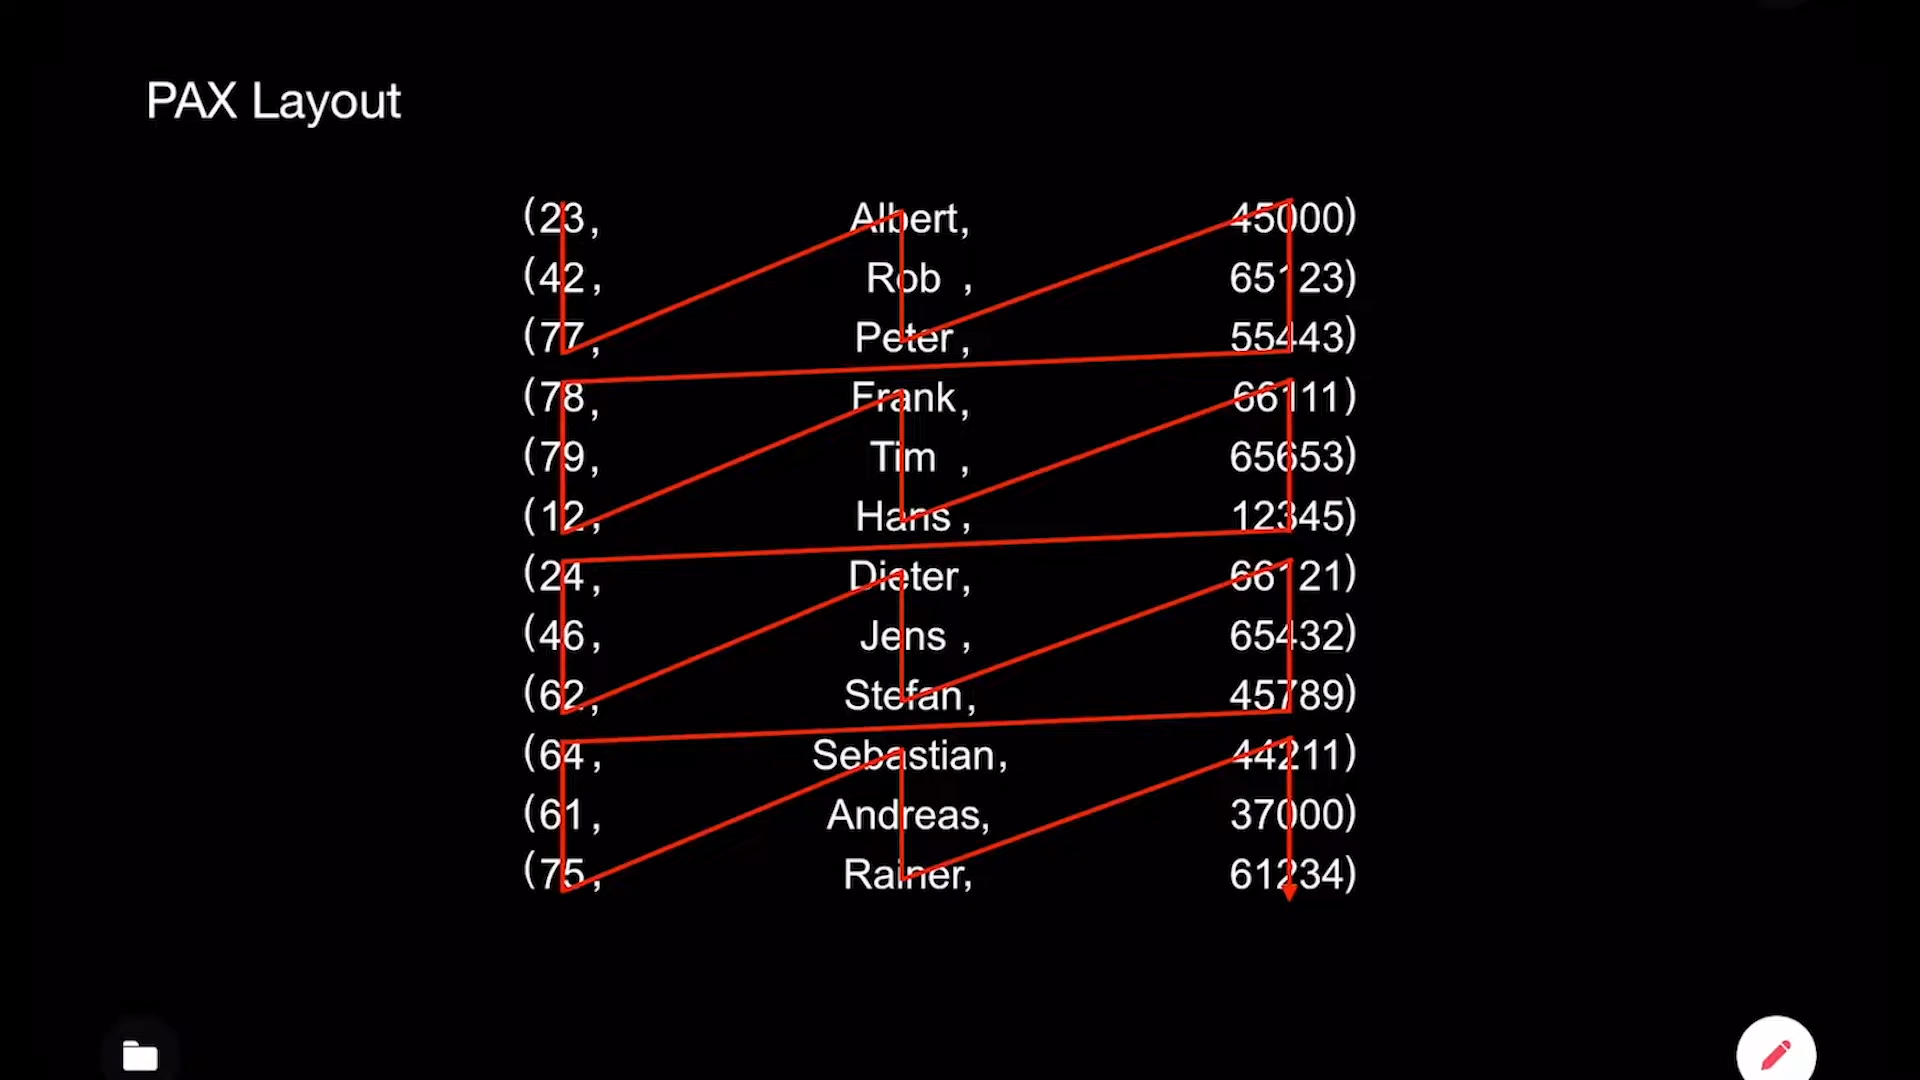 PAX Layout
(23, Albert, 45000)
(42, Rob , 65123)
(77, Peter, 55443)
(78, Frank, 66111)
(79, Tim , 65653)
(12, Hans , 12345)
(24, Dieter, 66121)
(46, Jens , 65432)
(62, Stefan, 45789)
(64, Sebastian, 44211)
(61, Andreas, 37000)
(75, Rainer, 61234)